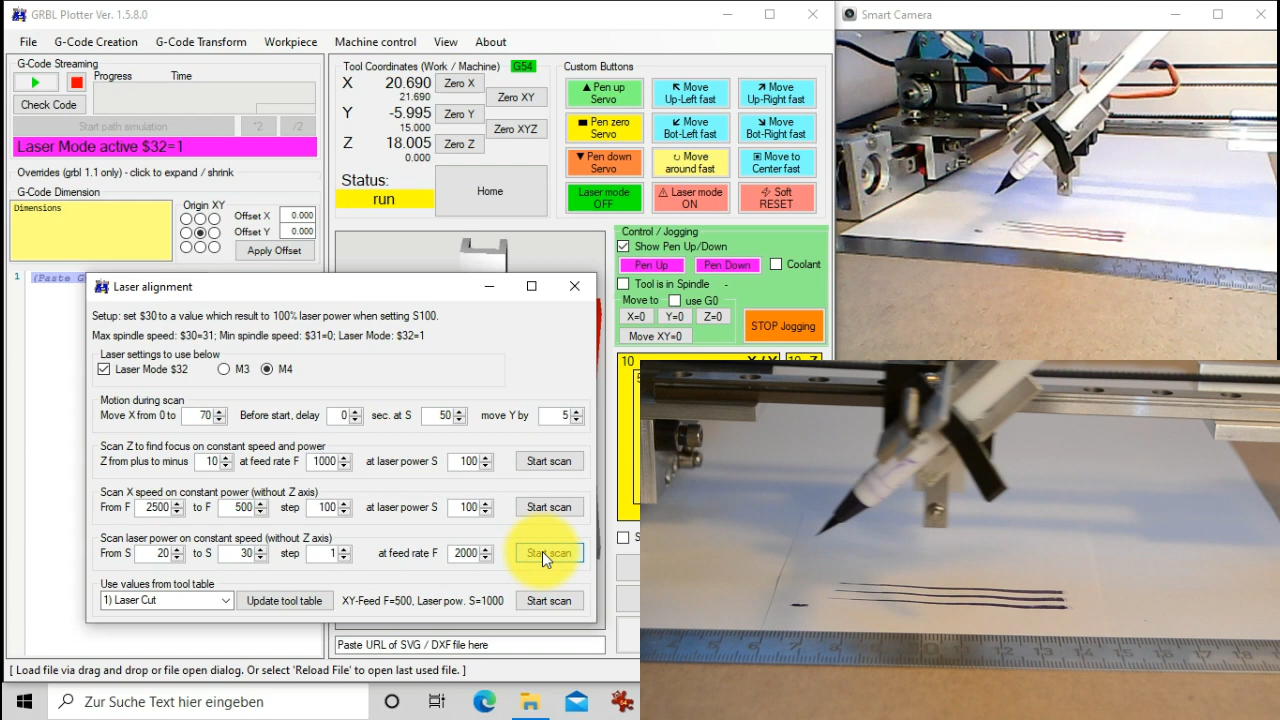 GRBL Plotter Ver. 1.5.8.0
File G-Code Creation G-Code Transform Workpiece Machine control View About
G-Code Streaming
Progress Time
Check Code
Start path simulation *2 /2
Laser Mode active $32=1
Overrides (grbl 1.1 only) - click to expand / shrink
G-Code Dimension
Dimensions
Origin XY
Offset X 0.000
Offset Y 0.000
Apply Offset
1 (Paste G
Tool Coordinates (Work / Machine) G54
X 20.690 Zero X
21.690 Zero XY
Y -5.995 Zero Y
15.000 Zero XYZ
Z 18.005 Zero Z
0.000
Status:
run
Home
Custom Buttons
Pen up Servo
Move Up-Left fast
Move Up-Right fast
Pen zero Servo
Move Bot-Left fast
Move Bot-Right fast
Pen down Servo
Move around fast
Move to Center fast
Laser mode OFF
Laser mode ON
Soft RESET
Control / Jogging
Show Pen Up/Down
Pen Up Pen Down Coolant
Tool is in Spindle -
Move to use G0
X=0 Y=0 Z=0
Move XY=0
STOP Jogging
10 X/Y 10 Z
Laser alignment
Setup: set $30 to a value which result to 100% laser power when setting S100.
Max spindle speed: $30=31; Min spindle speed: $31=0; Laser Mode: $32=1
Laser settings to use below
Laser Mode $32 M3 M4
Motion during scan
Move X from 0 to 70 Before start, delay 0 sec. at S 50 move Y by 5
Scan Z to find focus on constant speed and power
Z from plus to minus 10 at feed rate F 1000 at laser power S 100 Start scan
Scan X speed on constant power (without Z axis)
From F 2500 to F 500 step 100 at laser power S 100 Start scan
Scan laser power on constant speed (without Z axis)
From S 20 to S 30 step 1 at feed rate F 2000 Start scan
Use values from tool table
1) Laser Cut Update tool table XY-Feed F=500, Laser pow. S=1000 Start scan
Paste URL of SVG / DXF file here
[ Load file via drag and drop or file open dialog. Or select 'Reload File' to open last used file. ]
Zur Suche Text hier eingeben
Smart Camera